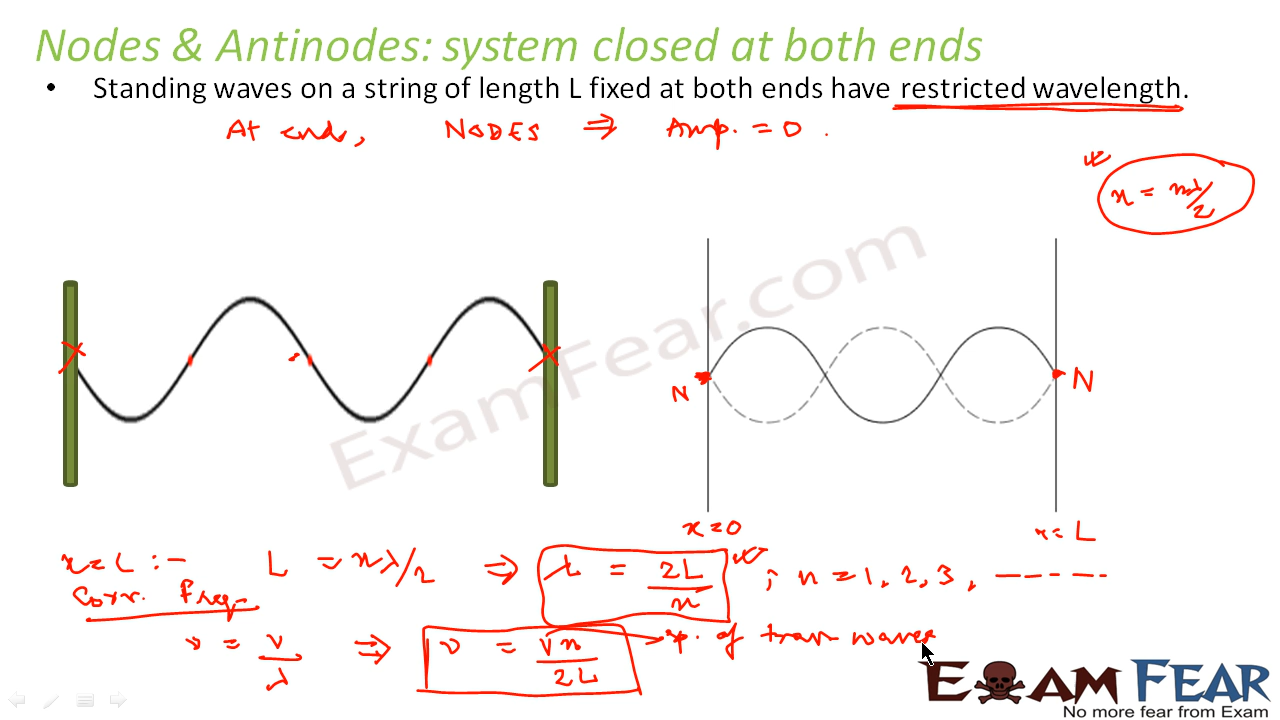 Nodes & Antinodes: system closed at both ends
• Standing waves on a string of length L fixed at both ends have restricted wavelength.
At ends, NODES ⇒ Amp. = 0.
x = nλ/2
ExamFear.com
N N
x=0 x=L
x=L :- L = nλ/2 ⇒ λ = 2L/n ; n = 1, 2, 3, ------
Corr. Freq.
ν = v/λ ⇒ ν = vn/2L → sp. of tran waves
EXAM FEAR
No more fear from Exam